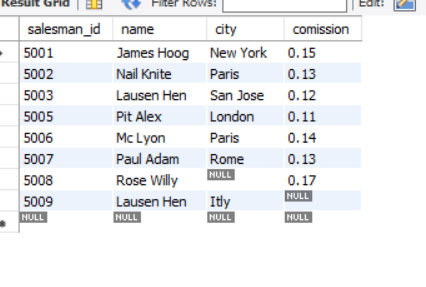 Result Grid Filter Rows: Edit:
salesman_id name city comission
5001 James Hoog New York 0.15
5002 Nail Knite Paris 0.13
5003 Lausen Hen San Jose 0.12
5005 Pit Alex London 0.11
5006 Mc Lyon Paris 0.14
5007 Paul Adam Rome 0.13
5008 Rose Willy NULL 0.17
5009 Lausen Hen Itly NULL
NULL NULL NULL NULL